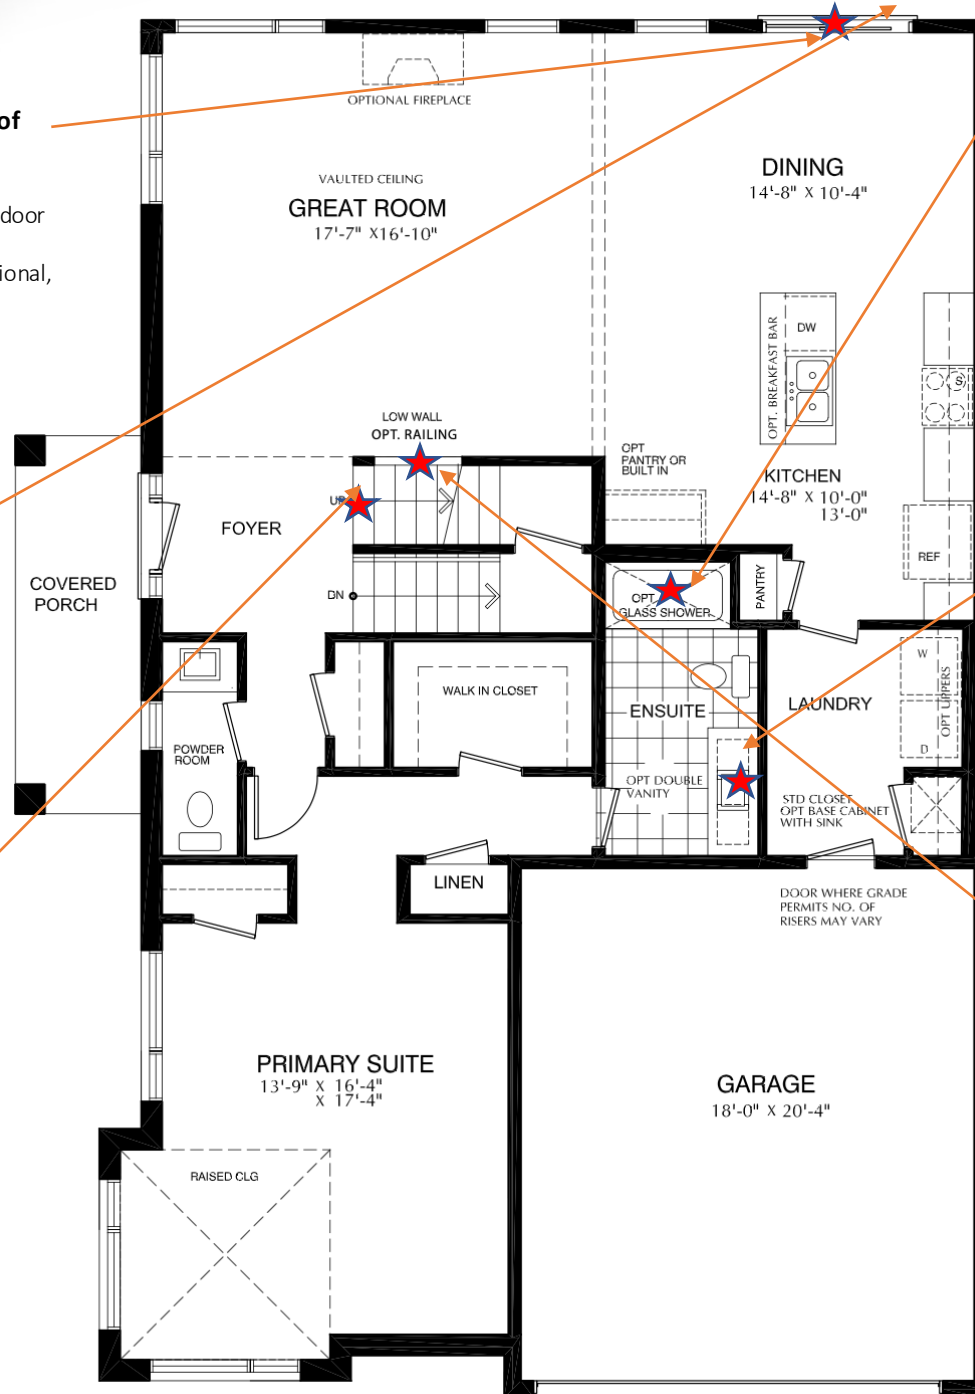 of
door
ional,
OPTIONAL FIREPLACE
VAULTED CEILING
GREAT ROOM
17'-7" X16'-10"
DINING
14'-8" X 10'-4"
OPT. BREAKFAST BAR
DW
S
LOW WALL
OPT. RAILING
OPT
PANTRY OR
BUILT IN
KITCHEN
14'-8" X 10'-0"
13'-0"
UP
FOYER
REF
COVERED
PORCH
DN
OPT
GLASS SHOWER
PANTRY
WALK IN CLOSET
ENSUITE
LAUNDRY
W
OPT UPPERS
D
POWDER
ROOM
OPT DOUBLE
VANITY
STD CLOSET
OPT BASE CABINET
WITH SINK
LINEN
DOOR WHERE GRADE
PERMITS NO. OF
RISERS MAY VARY
PRIMARY SUITE
13'-9" X 16'-4"
X 17'-4"
GARAGE
18'-0" X 20'-4"
RAISED CLG